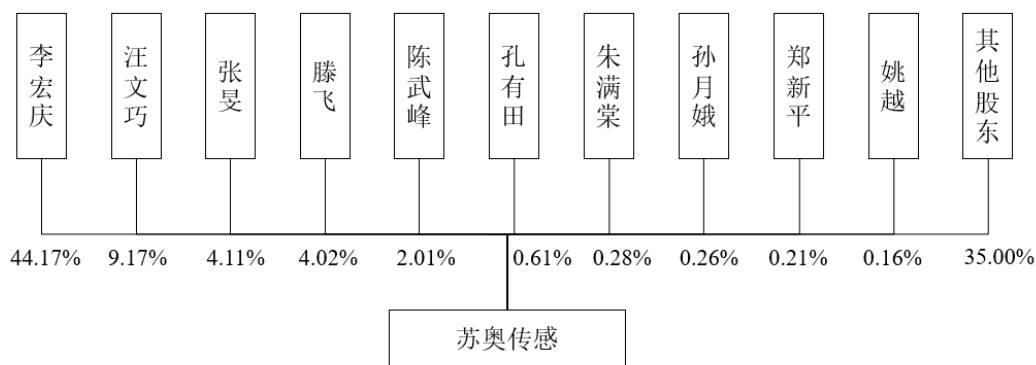 李宏庆
汪文巧
张旻
滕飞
陈武峰
孔有田
朱满棠
孙月娥
郑新平
姚越
其他股东
44.17%
9.17%
4.11%
4.02%
2.01%
0.61%
0.28%
0.26%
0.21%
0.16%
35.00%
苏奥传感